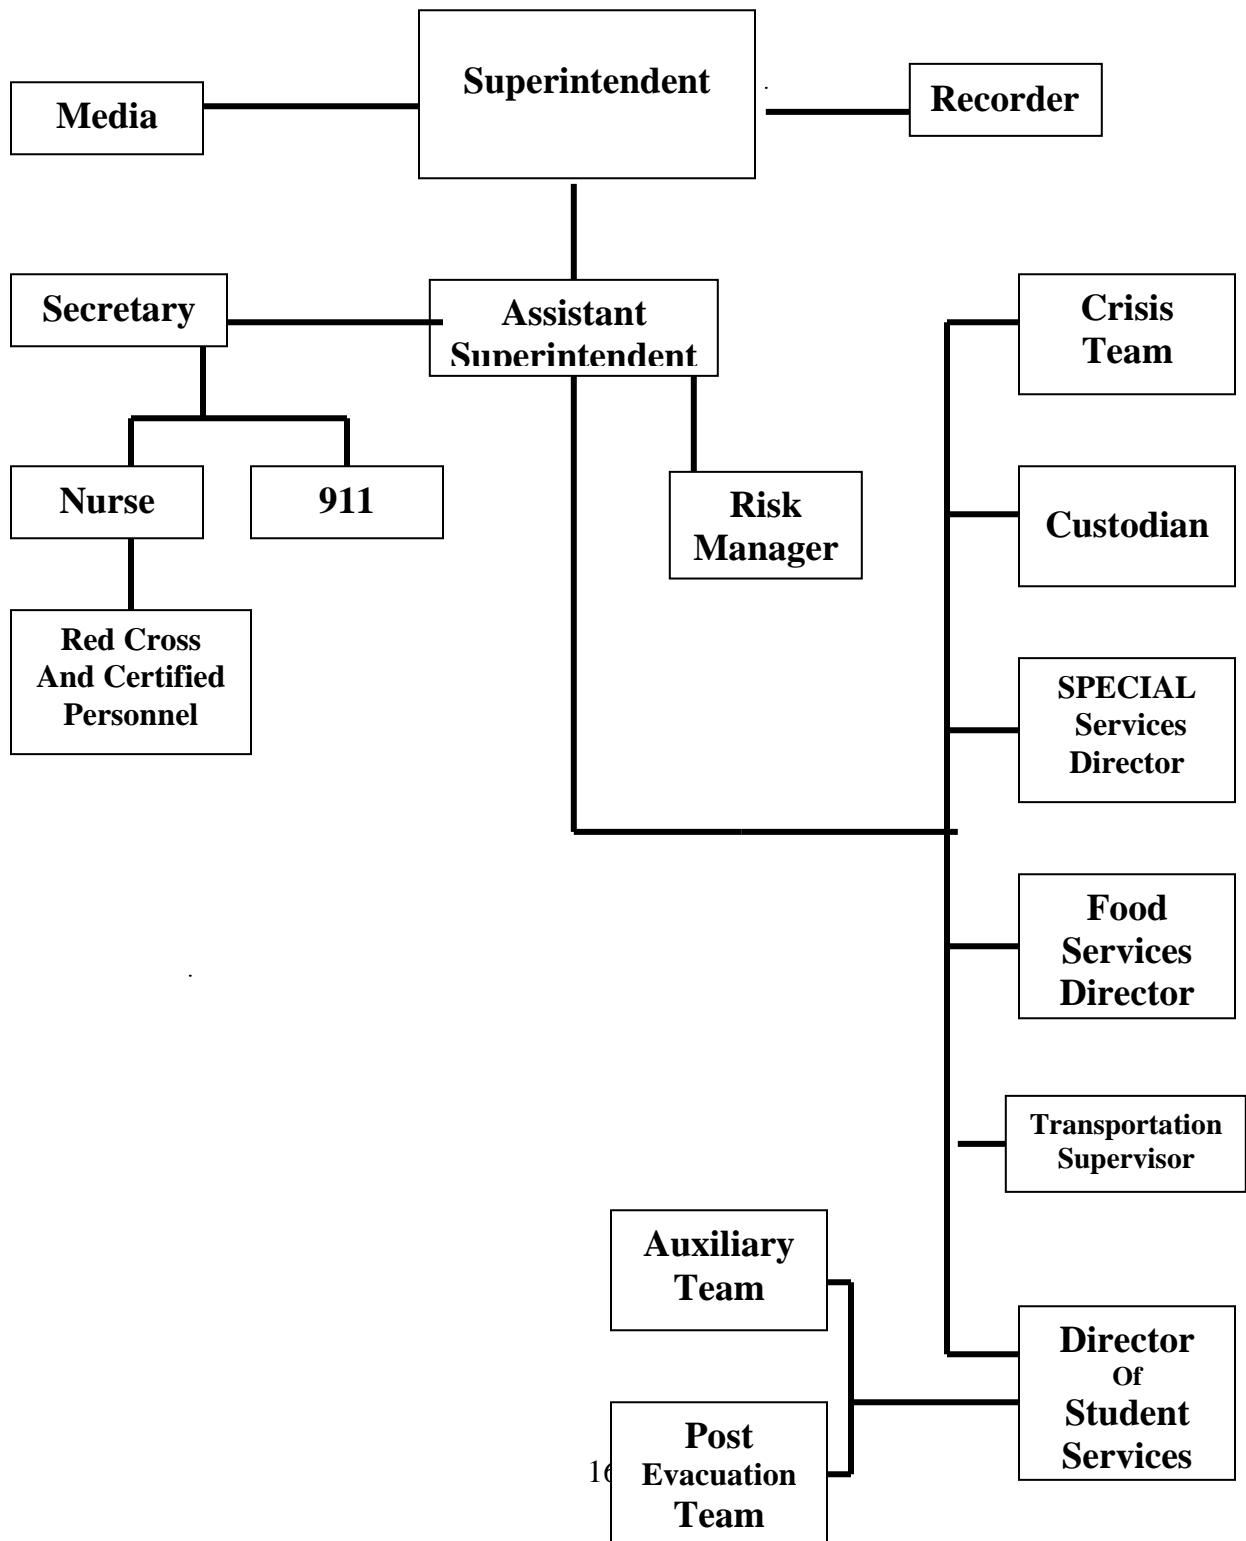 Superintendent
Media
Recorder
Secretary
Assistant
Superintendent
Crisis
Team
Nurse
911
Risk
Manager
Custodian
Red Cross
And Certified
Personnel
SPECIAL
Services
Director
Food
Services
Director
Transportation
Supervisor
Auxiliary
Team
Director
Of
Student
Services
Post
Evacuation
Team